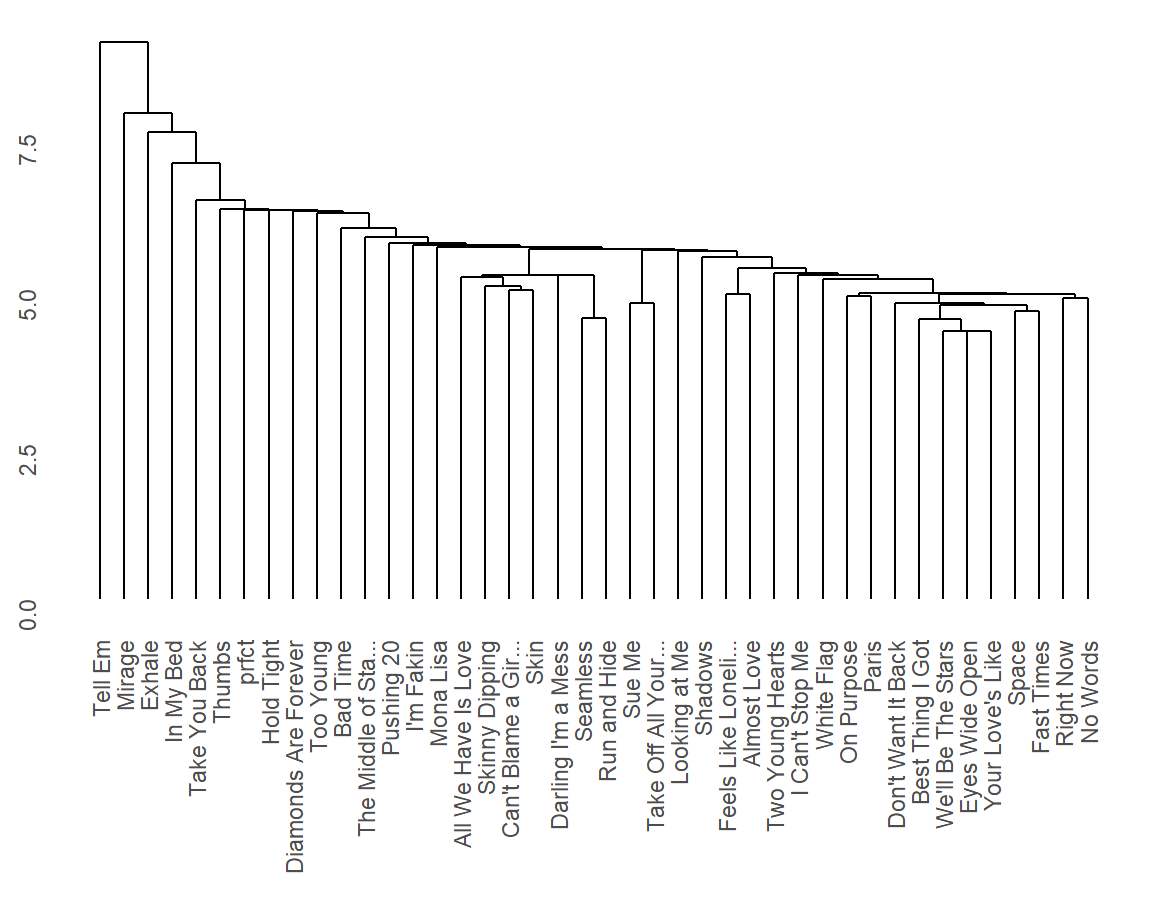 7.5
5.0
2.5
0.0
Tell Em
Mirage
Exhale
In My Bed
Take You Back
Thumbs
prfct
Hold Tight
Diamonds Are Forever
Too Young
Bad Time
The Middle of Sta...
Pushing 20
I'm Fakin
Mona Lisa
All We Have Is Love
Skinny Dipping
Can't Blame a Gir...
Skin
Darling I'm a Mess
Seamless
Run and Hide
Sue Me
Take Off All Your...
Looking at Me
Shadows
Feels Like Loneli...
Almost Love
Two Young Hearts
I Can't Stop Me
White Flag
On Purpose
Paris
Don't Want It Back
Best Thing I Got
We'll Be The Stars
Eyes Wide Open
Your Love's Like
Space
Fast Times
Right Now
No Words